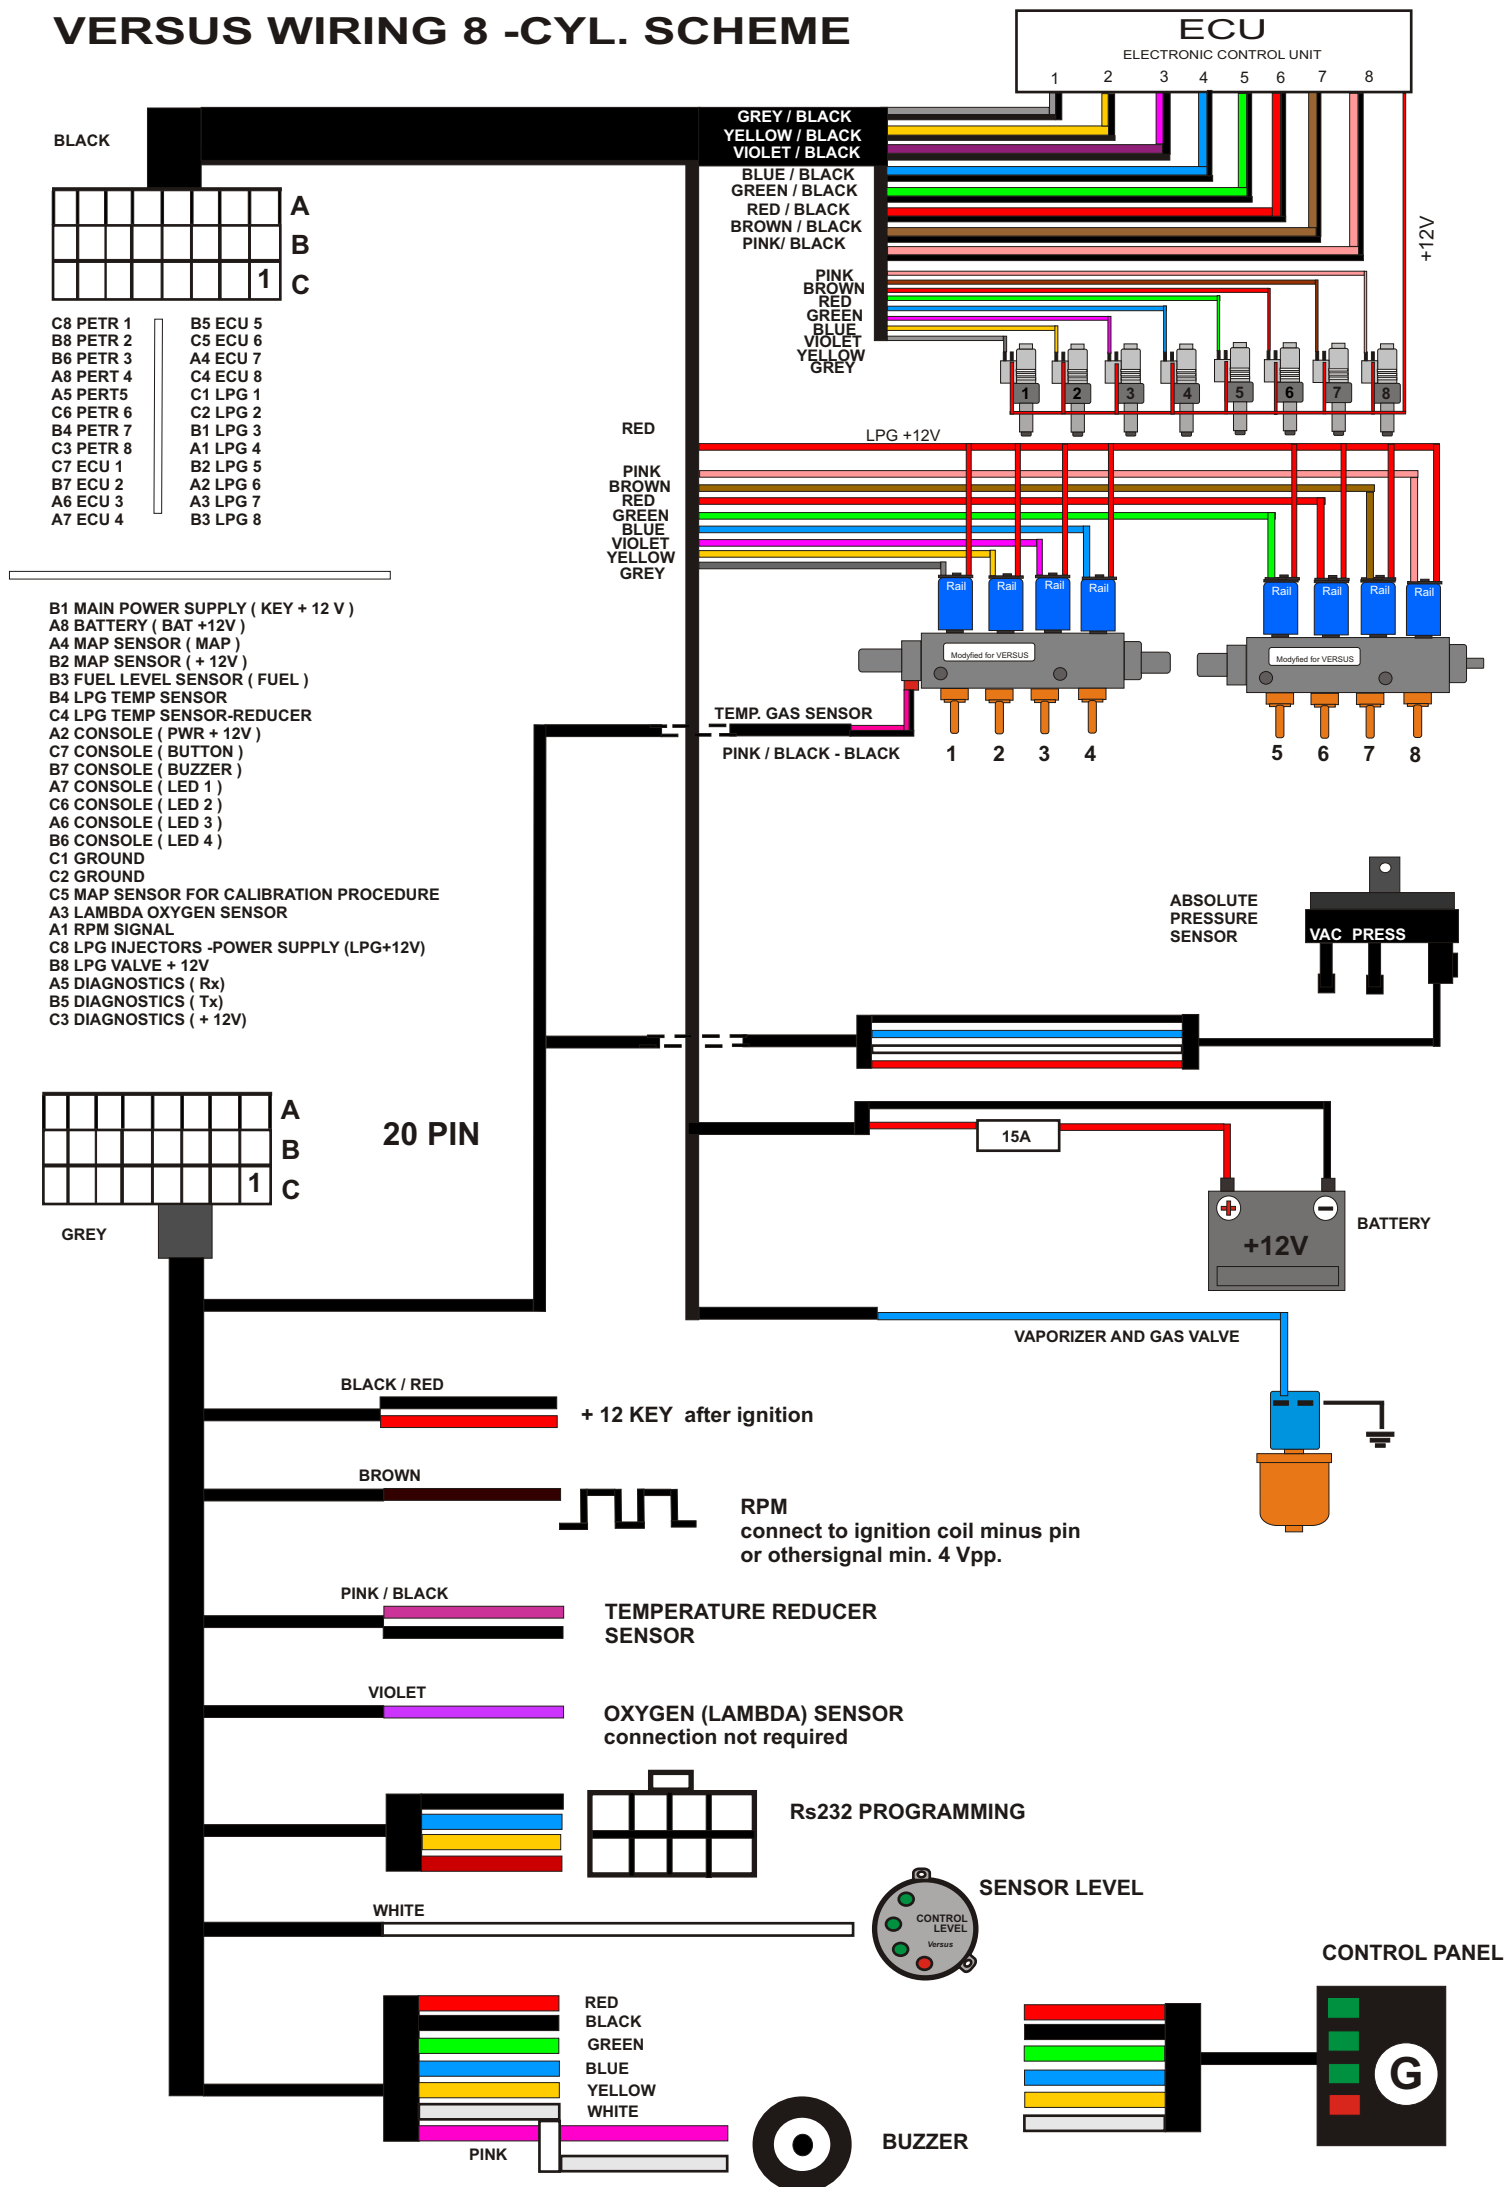 VERSUS WIRING 8 -CYL. SCHEME
ECU
ELECTRONIC CONTROL UNIT
1 2 3 4 5 6 7 8
BLACK
GREY / BLACK
YELLOW / BLACK
VIOLET / BLACK
BLUE / BLACK
GREEN / BLACK
RED / BLACK
BROWN / BLACK
PINK/ BLACK
+12V
A
B
1 C
PINK
BROWN
RED
GREEN
BLUE
VIOLET
YELLOW
GREY
1 2 3 4 5 6 7 8
C8 PETR 1
B8 PETR 2
B6 PETR 3
A8 PERT 4
A5 PERT5
C6 PETR 6
B4 PETR 7
C3 PETR 8
C7 ECU 1
B7 ECU 2
A6 ECU 3
A7 ECU 4
B5 ECU 5
C5 ECU 6
A4 ECU 7
C4 ECU 8
C1 LPG 1
C2 LPG 2
B1 LPG 3
A1 LPG 4
B2 LPG 5
A2 LPG 6
A3 LPG 7
B3 LPG 8
RED
LPG +12V
PINK
BROWN
RED
GREEN
BLUE
VIOLET
YELLOW
GREY
Rail Rail Rail Rail
Rail Rail Rail Rail
Modyfied for VERSUS
Modyfied for VERSUS
TEMP. GAS SENSOR
PINK / BLACK - BLACK
1 2 3 4
5 6 7 8
B1 MAIN POWER SUPPLY ( KEY + 12 V )
A8 BATTERY ( BAT +12V )
A4 MAP SENSOR ( MAP )
B2 MAP SENSOR ( + 12V )
B3 FUEL LEVEL SENSOR ( FUEL )
B4 LPG TEMP SENSOR
C4 LPG TEMP SENSOR-REDUCER
A2 CONSOLE ( PWR + 12V )
C7 CONSOLE ( BUTTON )
B7 CONSOLE ( BUZZER )
A7 CONSOLE ( LED 1 )
C6 CONSOLE ( LED 2 )
A6 CONSOLE ( LED 3 )
B6 CONSOLE ( LED 4 )
C1 GROUND
C2 GROUND
C5 MAP SENSOR FOR CALIBRATION PROCEDURE
A3 LAMBDA OXYGEN SENSOR
A1 RPM SIGNAL
C8 LPG INJECTORS -POWER SUPPLY (LPG+12V)
B8 LPG VALVE + 12V
A5 DIAGNOSTICS ( Rx)
B5 DIAGNOSTICS ( Tx)
C3 DIAGNOSTICS ( + 12V)
ABSOLUTE
PRESSURE
SENSOR
VAC PRESS
A
B
1 C
20 PIN
GREY
15A
+12V
BATTERY
VAPORIZER AND GAS VALVE
BLACK / RED
+ 12 KEY after ignition
BROWN
RPM
connect to ignition coil minus pin
or othersignal min. 4 Vpp.
PINK / BLACK
TEMPERATURE REDUCER
SENSOR
VIOLET
OXYGEN (LAMBDA) SENSOR
connection not required
Rs232 PROGRAMMING
WHITE
CONTROL
LEVEL
Versus
SENSOR LEVEL
CONTROL PANEL
RED
BLACK
GREEN
BLUE
YELLOW
WHITE
PINK
BUZZER
G